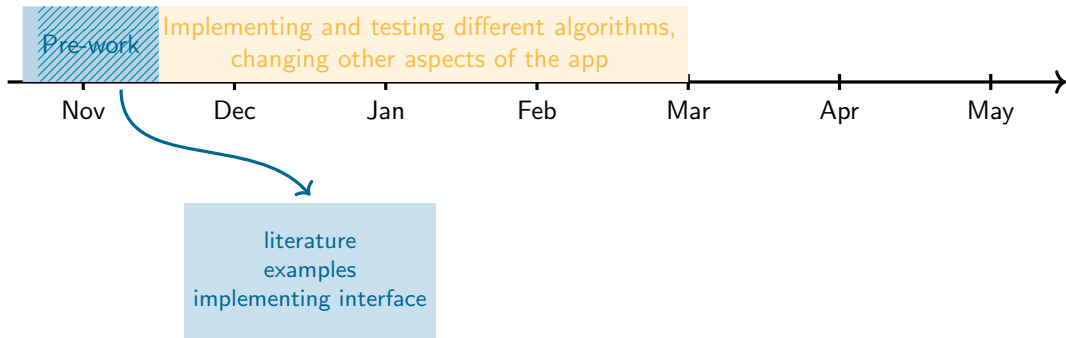 Pre-work
Implementing and testing different algorithms,
changing other aspects of the app
Nov
Dec
Jan
Feb
Mar
Apr
May
literature
examples
implementing interface